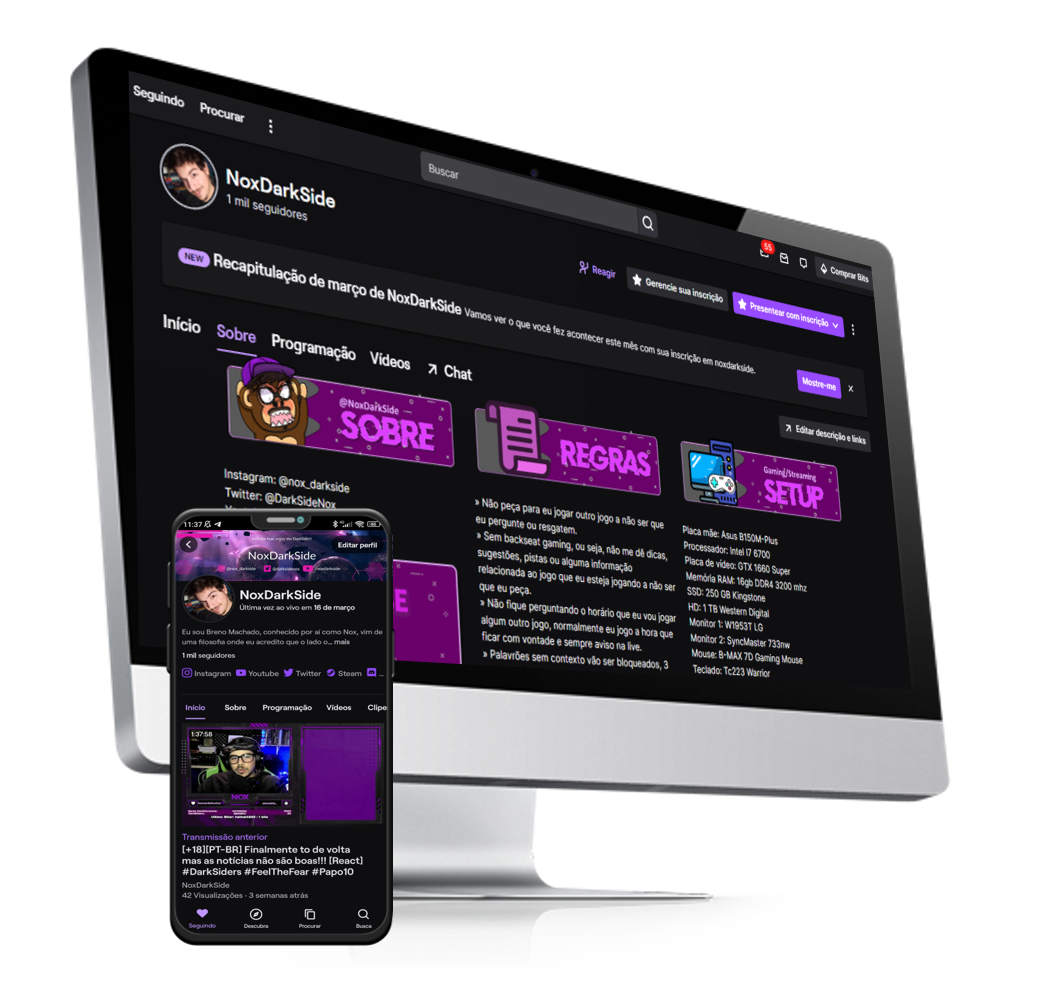 Seguindo Procurar
Buscar
NoxDarkSide
1 mil seguidores
55
Comprar Bits
Reagir
Gerencie sua inscrição
Presentear com inscrição
NEW Recapitulação de março de NoxDarkSide Vamos ver o que você fez acontecer este mês com sua inscrição em noxdarkside.
Mostre-me
Início Sobre Programação Vídeos Chat
Editar descrição e links
@NoxDarkSide
SOBRE
Instagram: @nox_darkside
Twitter: @DarkSideNox
REGRAS
» Não peça para eu jogar outro jogo a não ser que
eu pergunte ou resgatem.
» Sem backseat gaming, ou seja, não me dê dicas,
sugestões, pistas ou alguma informação
relacionada ao jogo que eu esteja jogando a não ser
que eu peça.
» Não fique perguntando o horário que eu vou jogar
algum outro jogo, normalmente eu jogo a hora que
ficar com vontade e sempre aviso na live.
» Palavrões sem contexto vão ser bloqueados, 3
Gaming/Streaming
SETUP
Placa mãe: Asus B150M-Plus
Processador: Intel I7 6700
Placa de vídeo: GTX 1660 Super
Memória RAM: 16gb DDR4 3200 mhz
SSD: 250 GB Kingstone
HD: 1 TB Western Digital
Monitor 1: W1953T LG
Monitor 2: SyncMaster 733nw
Mouse: B-MAX 7D Gaming Mouse
Teclado: Tc223 Warrior
E
11:37
Editar perfil
NoxDarkSide
@nox_darkside @darksidenox noxdarkside
NoxDarkSide
Última vez ao vivo em 16 de março
Eu sou Breno Machado, conhecido por aí como Nox, vim de
uma filosofia onde eu acredito que o lado o... mais
1 mil seguidores
Instagram Youtube Twitter Steam ...
Início Sobre Programação Vídeos Clipe
1:37:58
NOX
Transmissão anterior
[+18][PT-BR] Finalmente to de volta
mas as notícias não são boas!!! [React]
#DarkSiders #FeelTheFear #Papo10
NoxDarkSide
42 Visualizações · 3 semanas atrás
Seguindo Descubra Procurar Busca